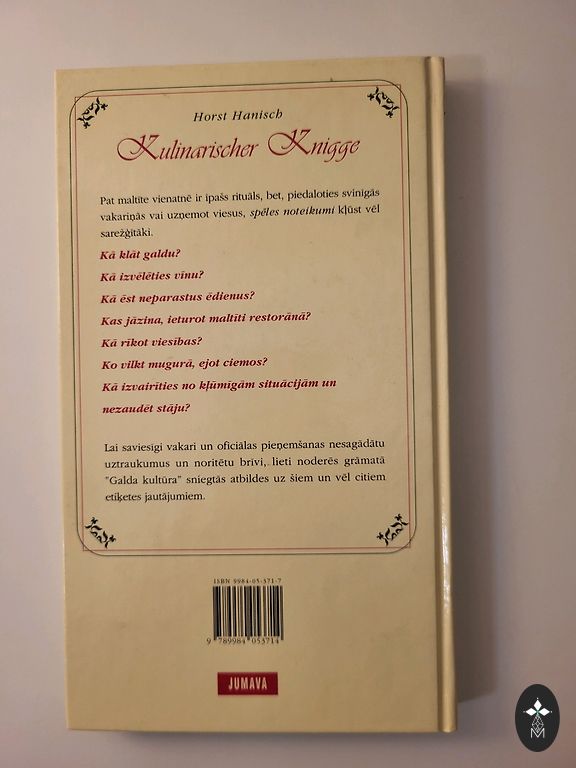 Horst Hanisch
Kulinarischer Knigge
Pat maltīte vienatnē ir īpašs rituāls, bet, piedaloties svinīgās
vakariņās vai uzņemot viesus, spēles noteikumi kļūst vēl
sarežģītāki.
Kā klāt galdu?
Kā izvēlēties vīnu?
Kā ēst neparastus ēdienus?
Kas jāzina, ieturot maltīti restorānā?
Kā rīkot viesības?
Ko vilkt mugurā, ejot ciemos?
Kā izvairīties no kļūmīgām situācijām un
nezaudēt stāju?
Lai saviesīgi vakari un oficiālas pieņemšanas nesagādātu
uztraukumus un noritētu brīvi, lieti noderēs grāmatā
"Galda kultūra" sniegtās atbildes uz šiem un vēl citiem
etiķetes jautājumiem.
ISBN 9984-05-371-7
9 789984 053714
JUMAVA
M